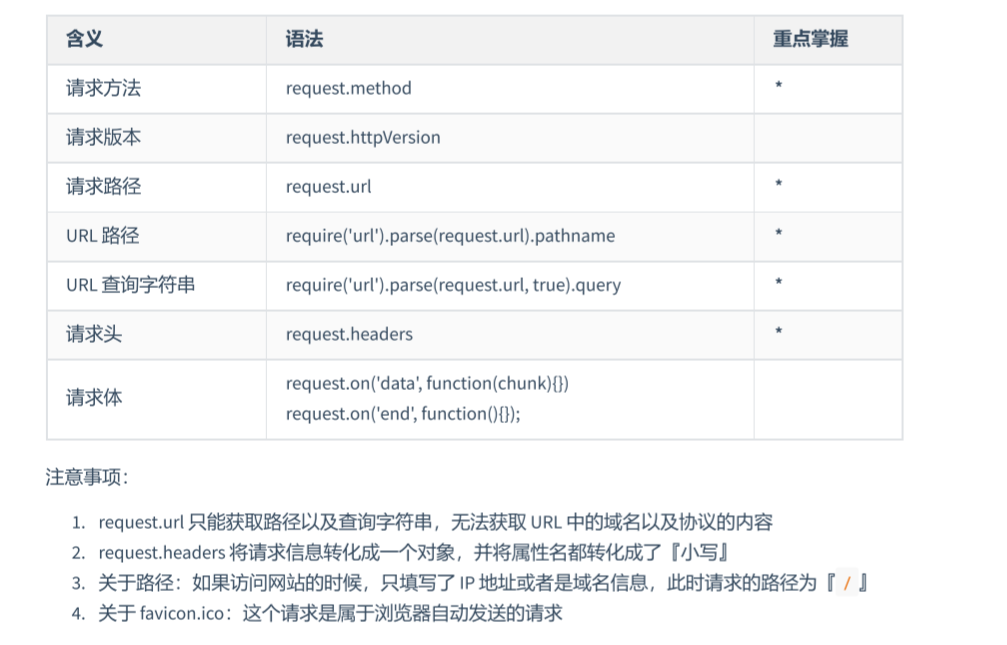 含义 语法 重点掌握
请求方法 request.method *
请求版本 request.httpVersion
请求路径 request.url *
URL 路径 require('url').parse(request.url).pathname *
URL 查询字符串 require('url').parse(request.url, true).query *
请求头 request.headers *
请求体 request.on('data', function(chunk){})
request.on('end', function(){});
注意事项：
1. request.url 只能获取路径以及查询字符串，无法获取 URL 中的域名以及协议的内容
2. request.headers 将请求信息转化成一个对象，并将属性名都转化成了『小写』
3. 关于路径：如果访问网站的时候，只填写了 IP 地址或者是域名信息，此时请求的路径为『 / 』
4. 关于 favicon.ico：这个请求是属于浏览器自动发送的请求